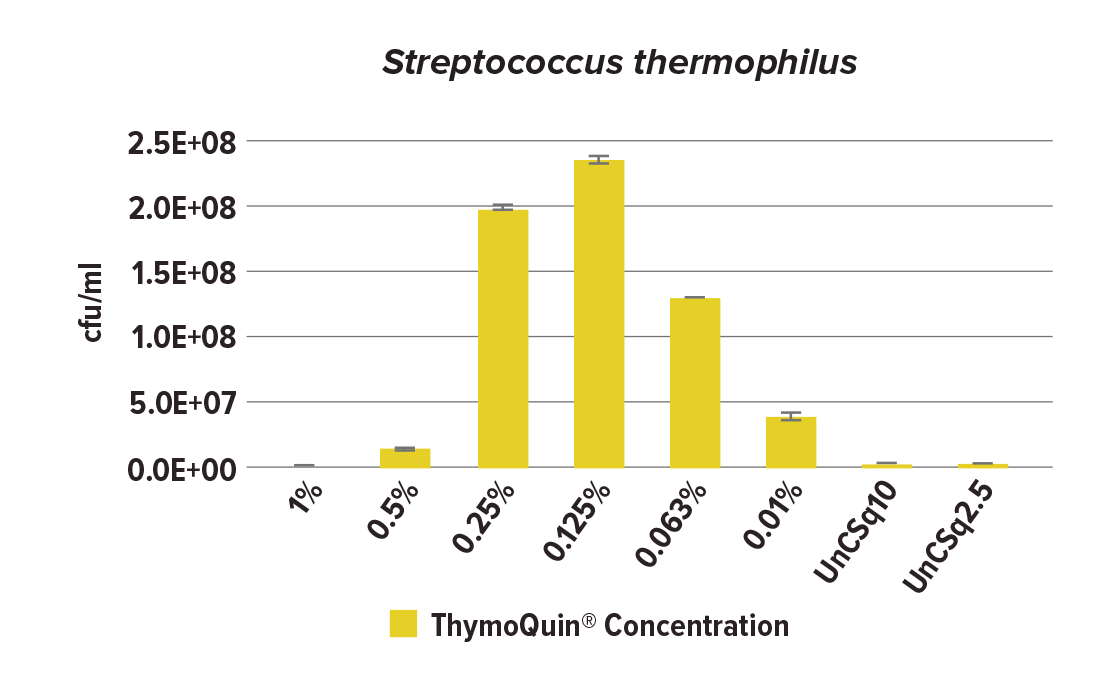 Streptococcus thermophilus
2.5E+08
2.0E+08
1.5E+08
1.0E+08
5.0E+07
0.0E+00
cfu/ml
1%
0.5%
0.25%
0.125%
0.063%
0.01%
UnCSq10
UnCSq2.5
ThymoQuin® Concentration